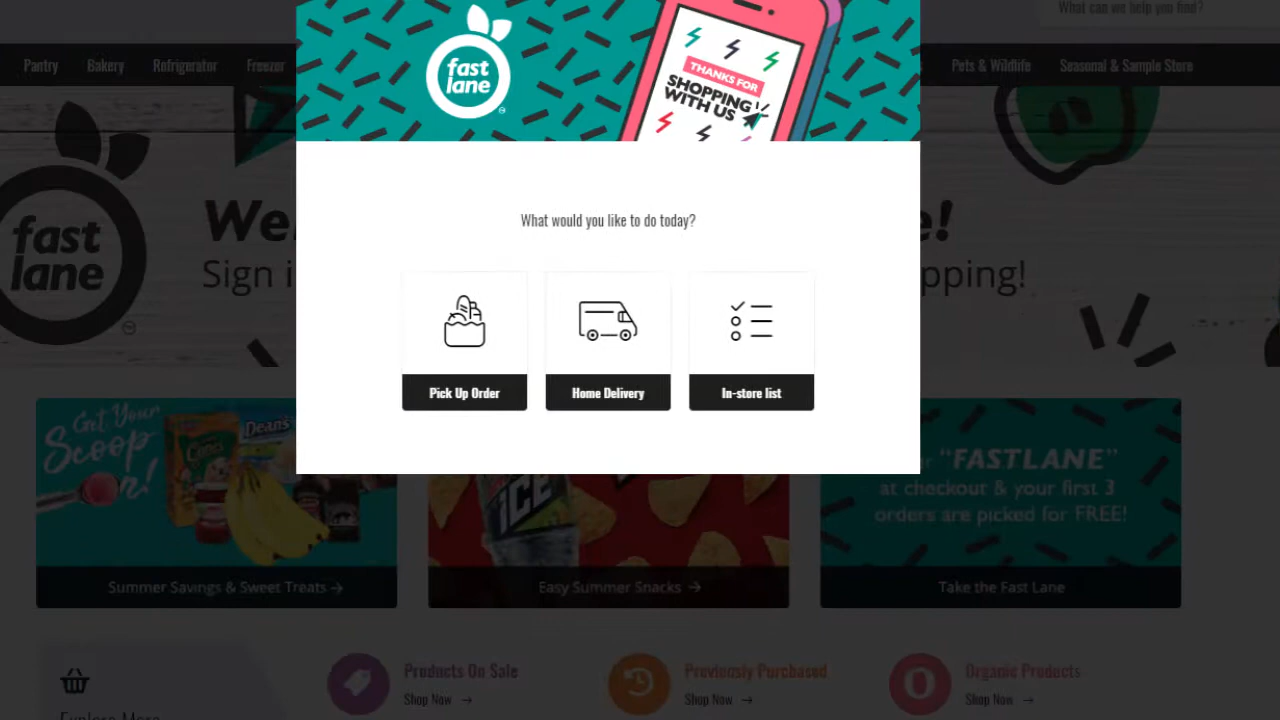 What can we help you find?
Pantry
Bakery
Refrigerator
Freezer
Pets & Wildlife
Seasonal & Sample Store
fast
lane
THANKS FOR
SHOPPING
WITH US
fast
lane
Sign
pping!
What would you like to do today?
Pick Up Order
Home Delivery
In-store list
Get Your
Scoop
On!
Deans
Cones
ICE
"FASTLANE"
at checkout & your first 3
orders are picked for FREE!
Summer Savings & Sweet Treats →
Easy Summer Snacks →
Take the Fast Lane
Products On Sale
Shop Now →
Previously Purchased
Shop Now →
Organic Products
Shop Now →
Explore More